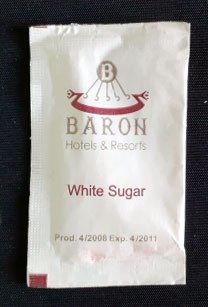 B
BARON
Hotels & Resorts
White Sugar
Prod. 4/2008 Exp. 4/2011